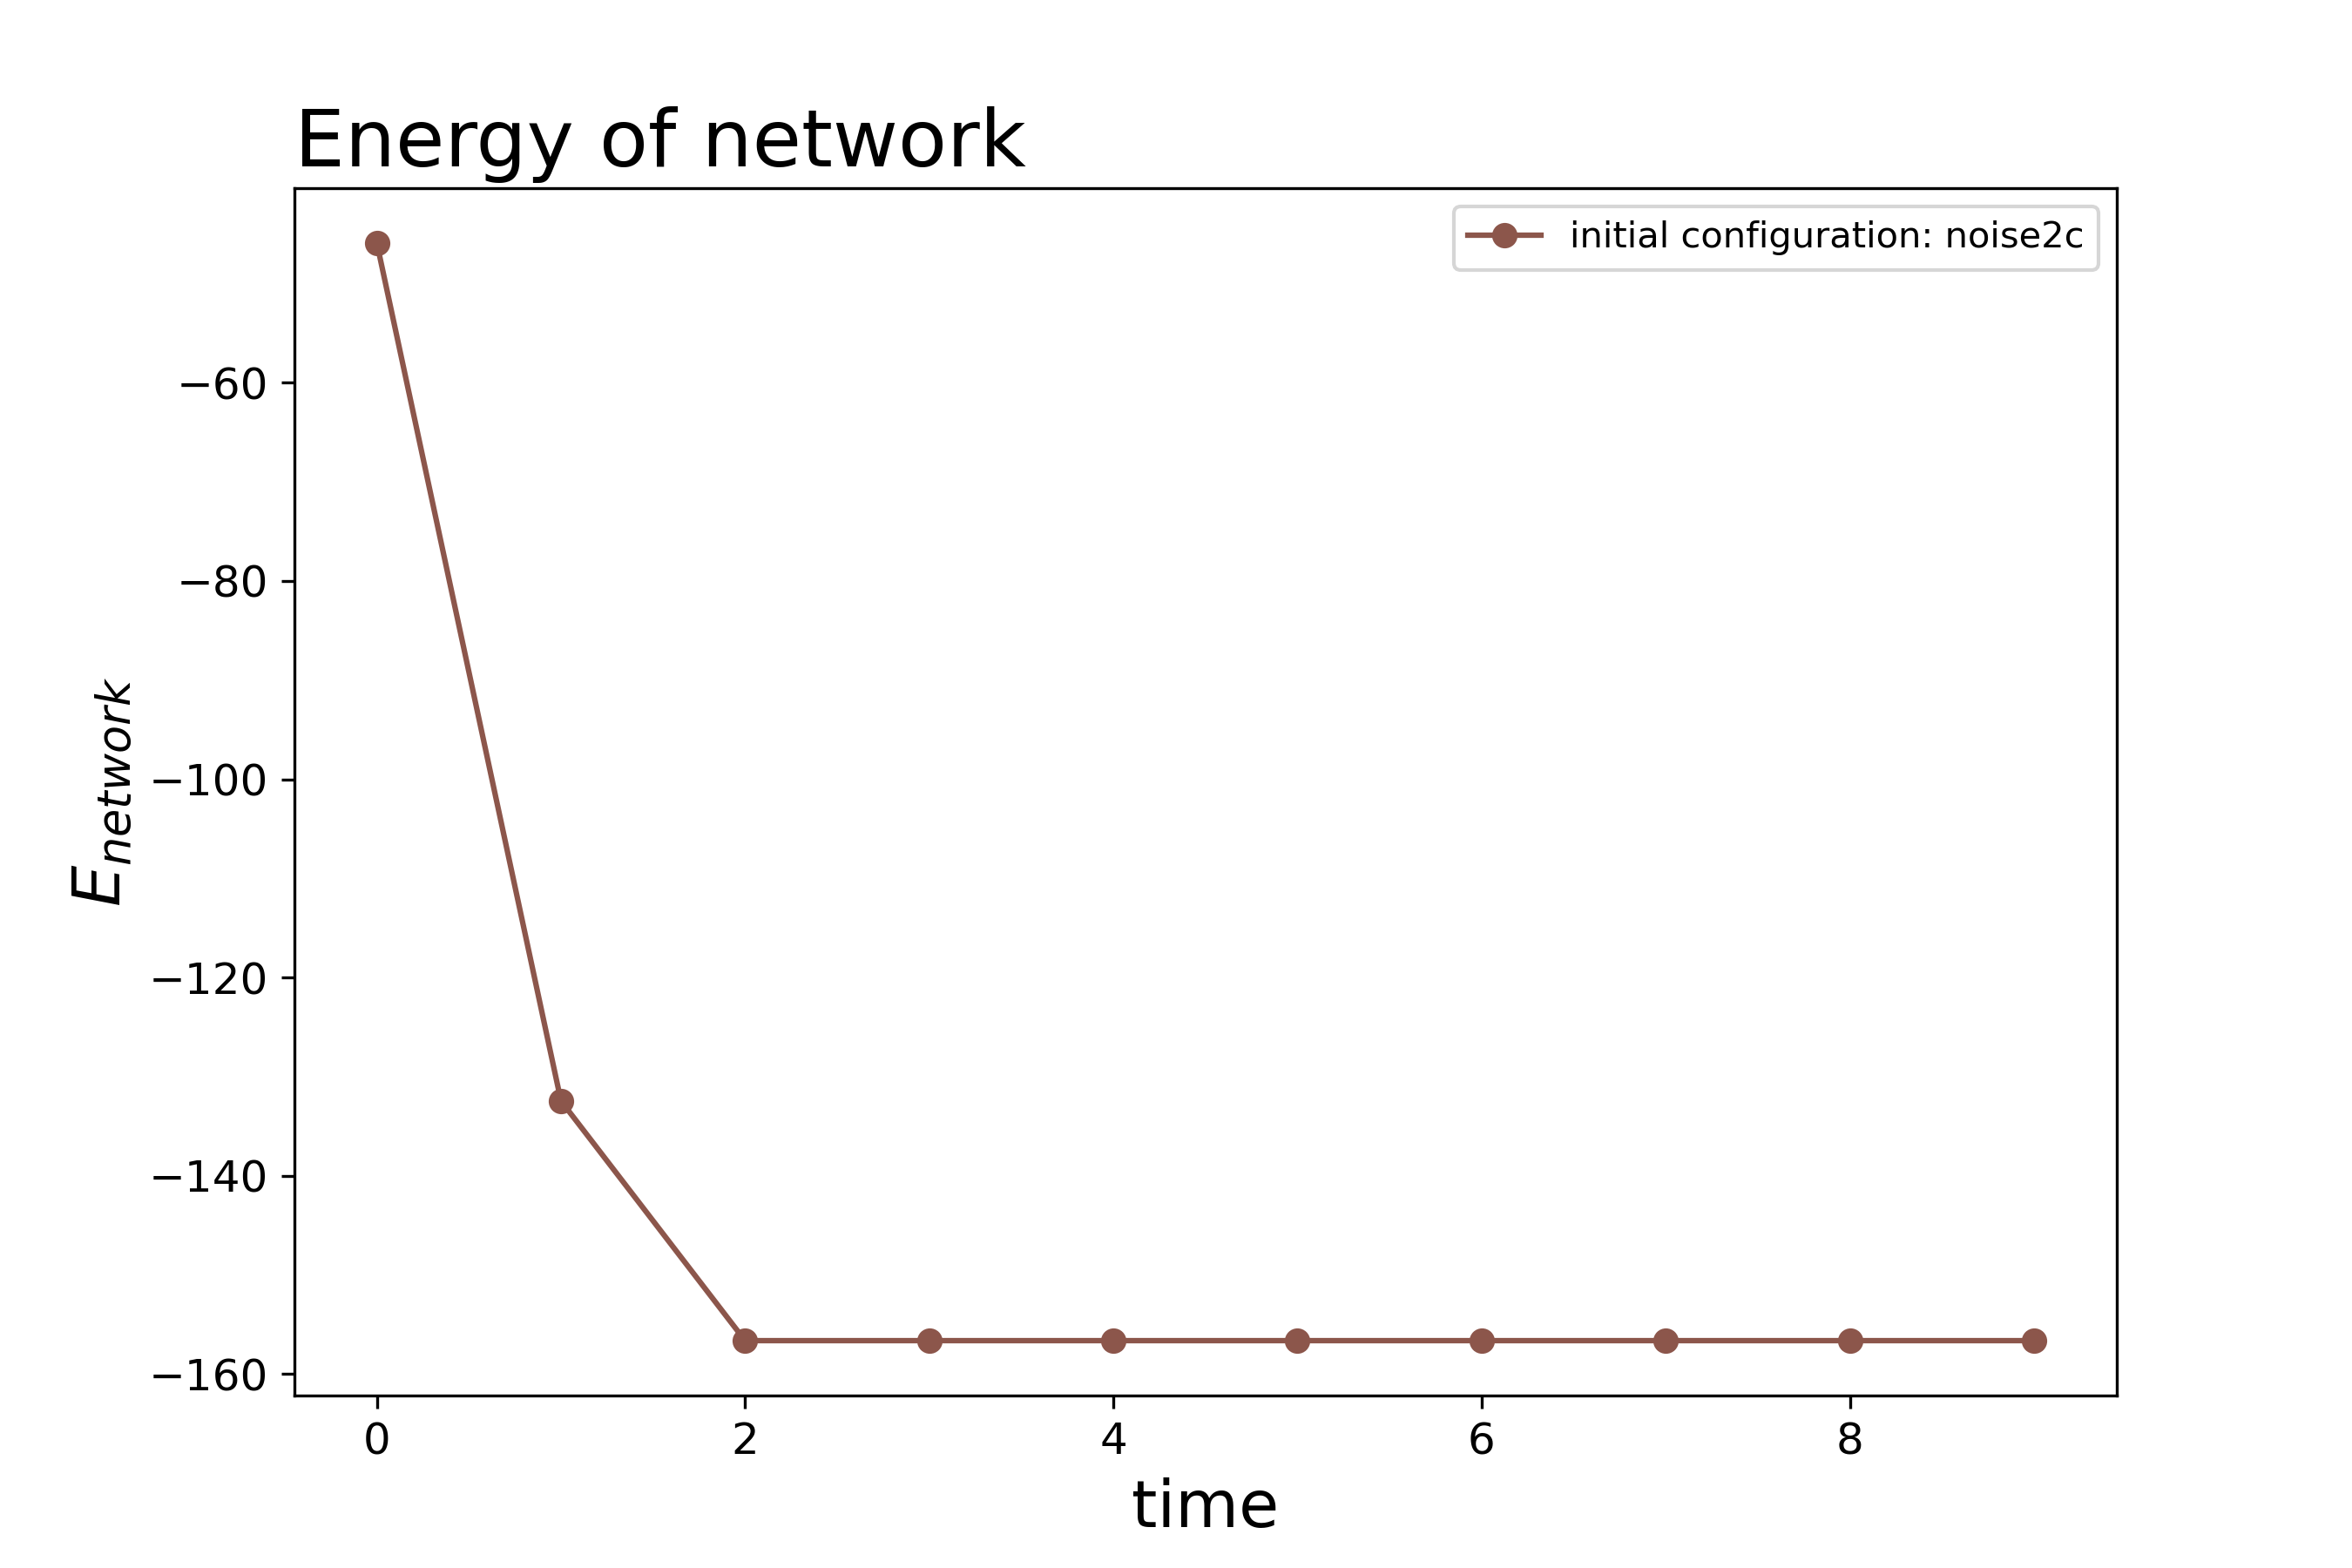 Energy of network
initial configuration: noise2c
−60
−80
−100
−120
−140
−160
E_network
0 2 4 6 8
time